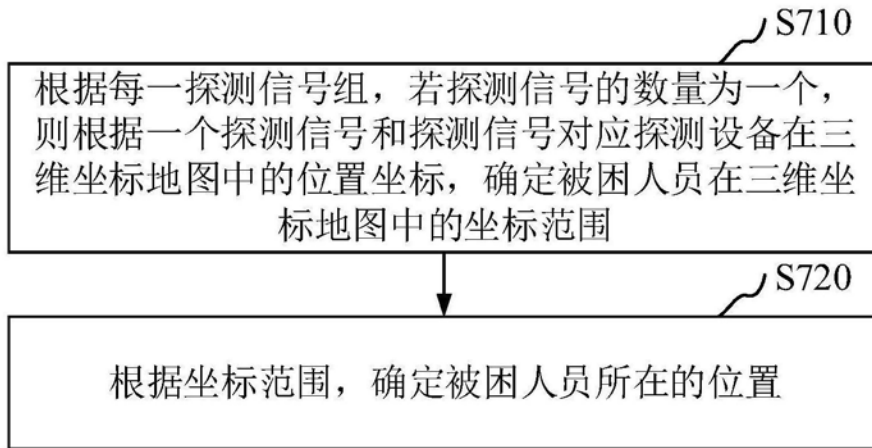 S710
根据每一探测信号组，若探测信号的数量为一个，
则根据一个探测信号和探测信号对应探测设备在三
维坐标地图中的位置坐标，确定被困人员在三维坐
标地图中的坐标范围
S720
根据坐标范围，确定被困人员所在的位置